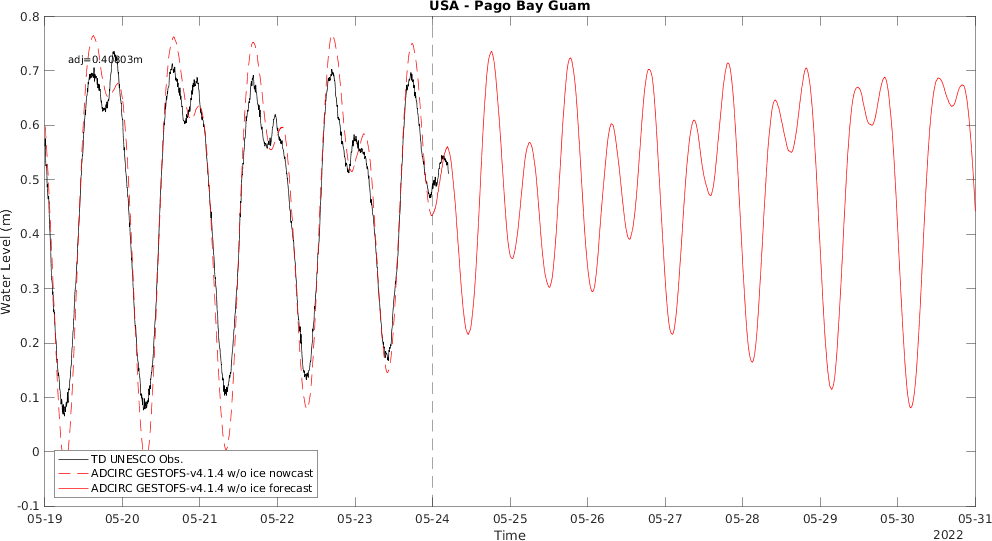 USA - Pago Bay Guam
0.8
adj=0.40803m
0.7
0.6
0.5
0.4
0.3
0.2
0.1
0
-0.1
Water Level (m)
TD UNESCO Obs.
ADCIRC GESTOFS-v4.1.4 w/o ice nowcast
ADCIRC GESTOFS-v4.1.4 w/o ice forecast
05-19 05-20 05-21 05-22 05-23 05-24 05-25 05-26 05-27 05-28 05-29 05-30 05-31
Time
2022